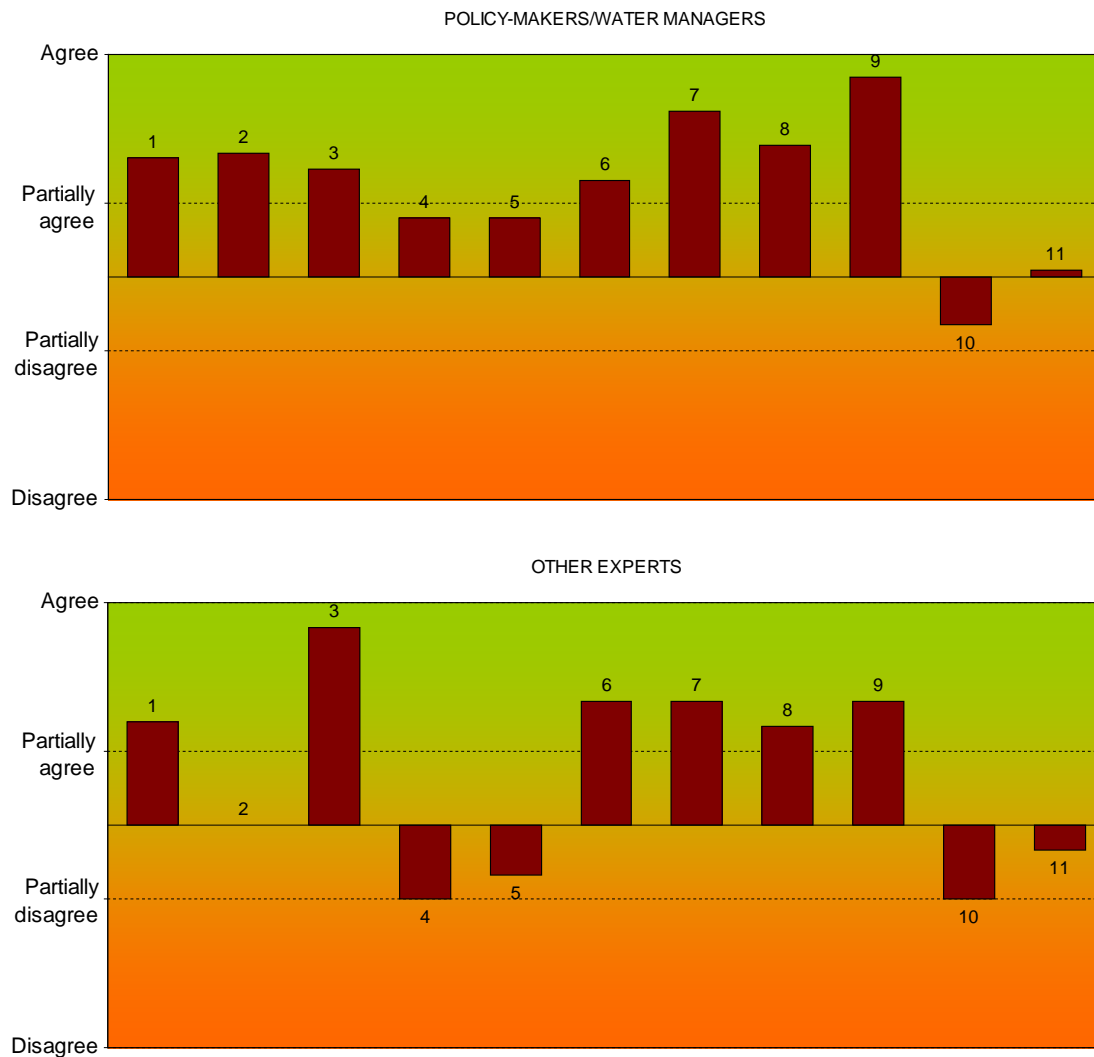 POLICY-MAKERS/WATER MANAGERS
Agree
9
7
8
2
1
3
6
Partially
agree
4
5
11
Partially
disagree
10
Disagree
OTHER EXPERTS
Agree
3
6
7
9
1
8
Partially
agree
2
Partially
disagree
5
11
4
10
Disagree